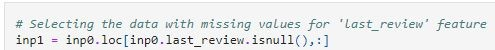 # Selecting the data with missing values for 'last_review' feature
inp1 = inp0.loc[inp0.last_review.isnull(),:]